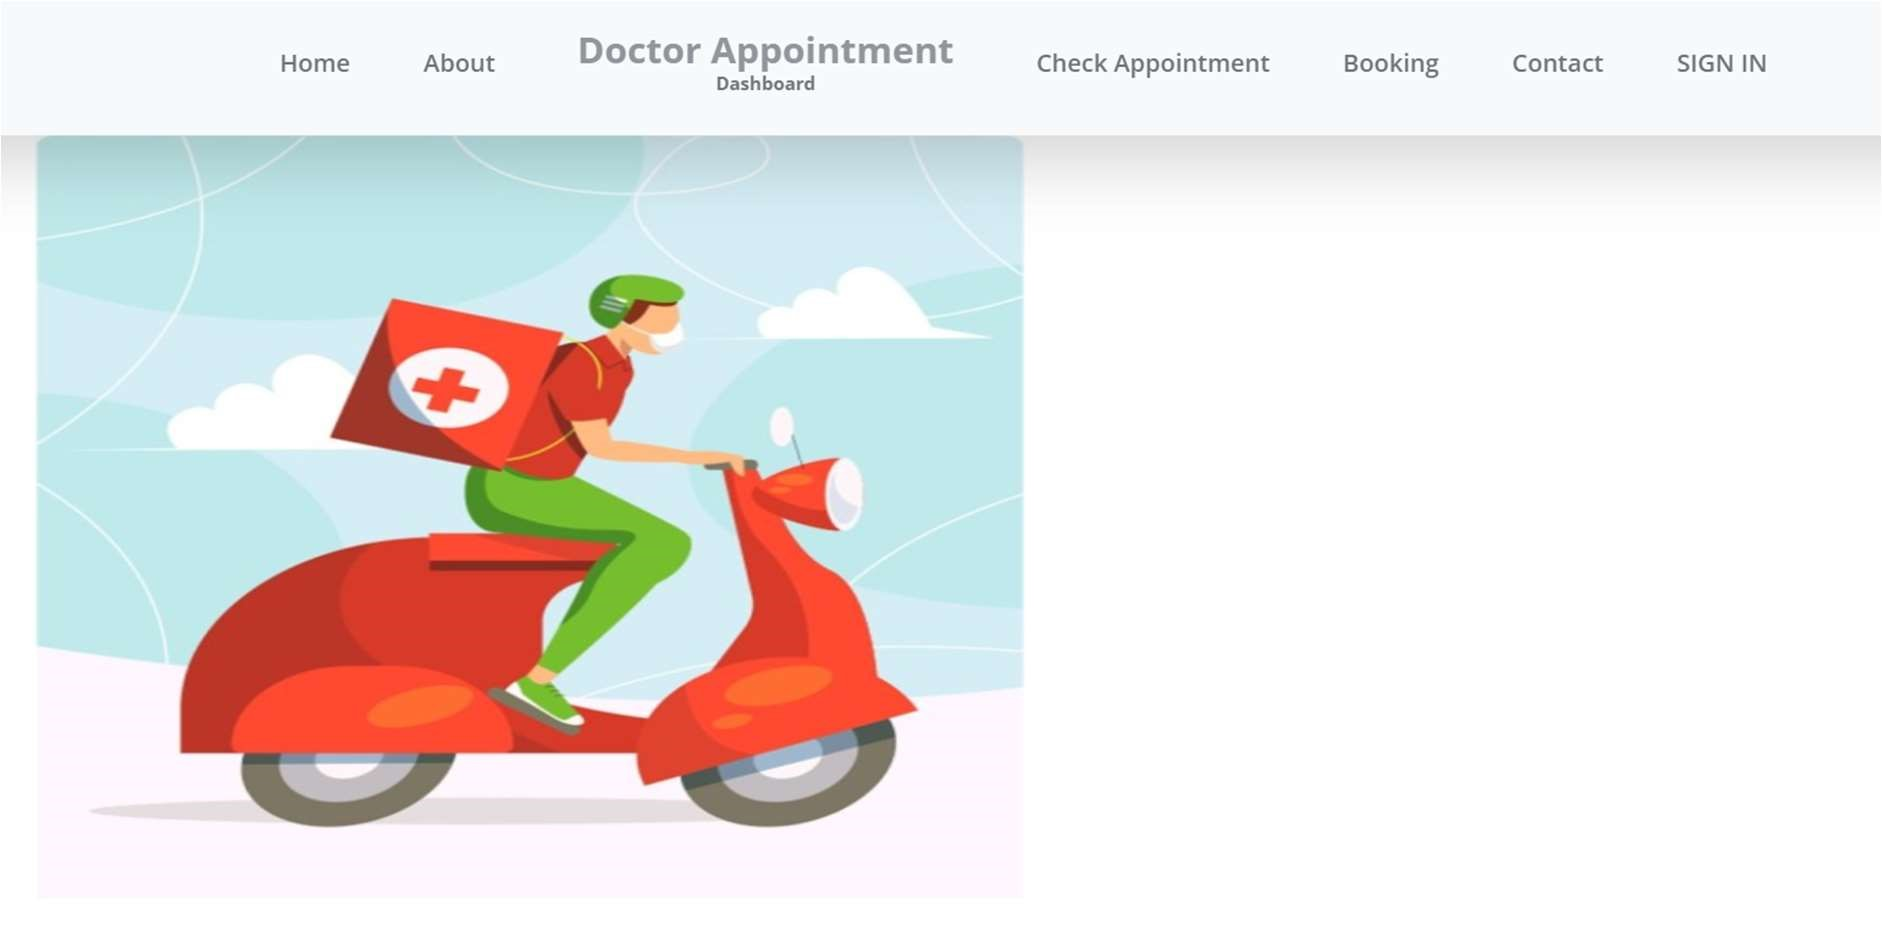 Home
About
Doctor Appointment
Dashboard
Check Appointment
Booking
Contact
SIGN IN